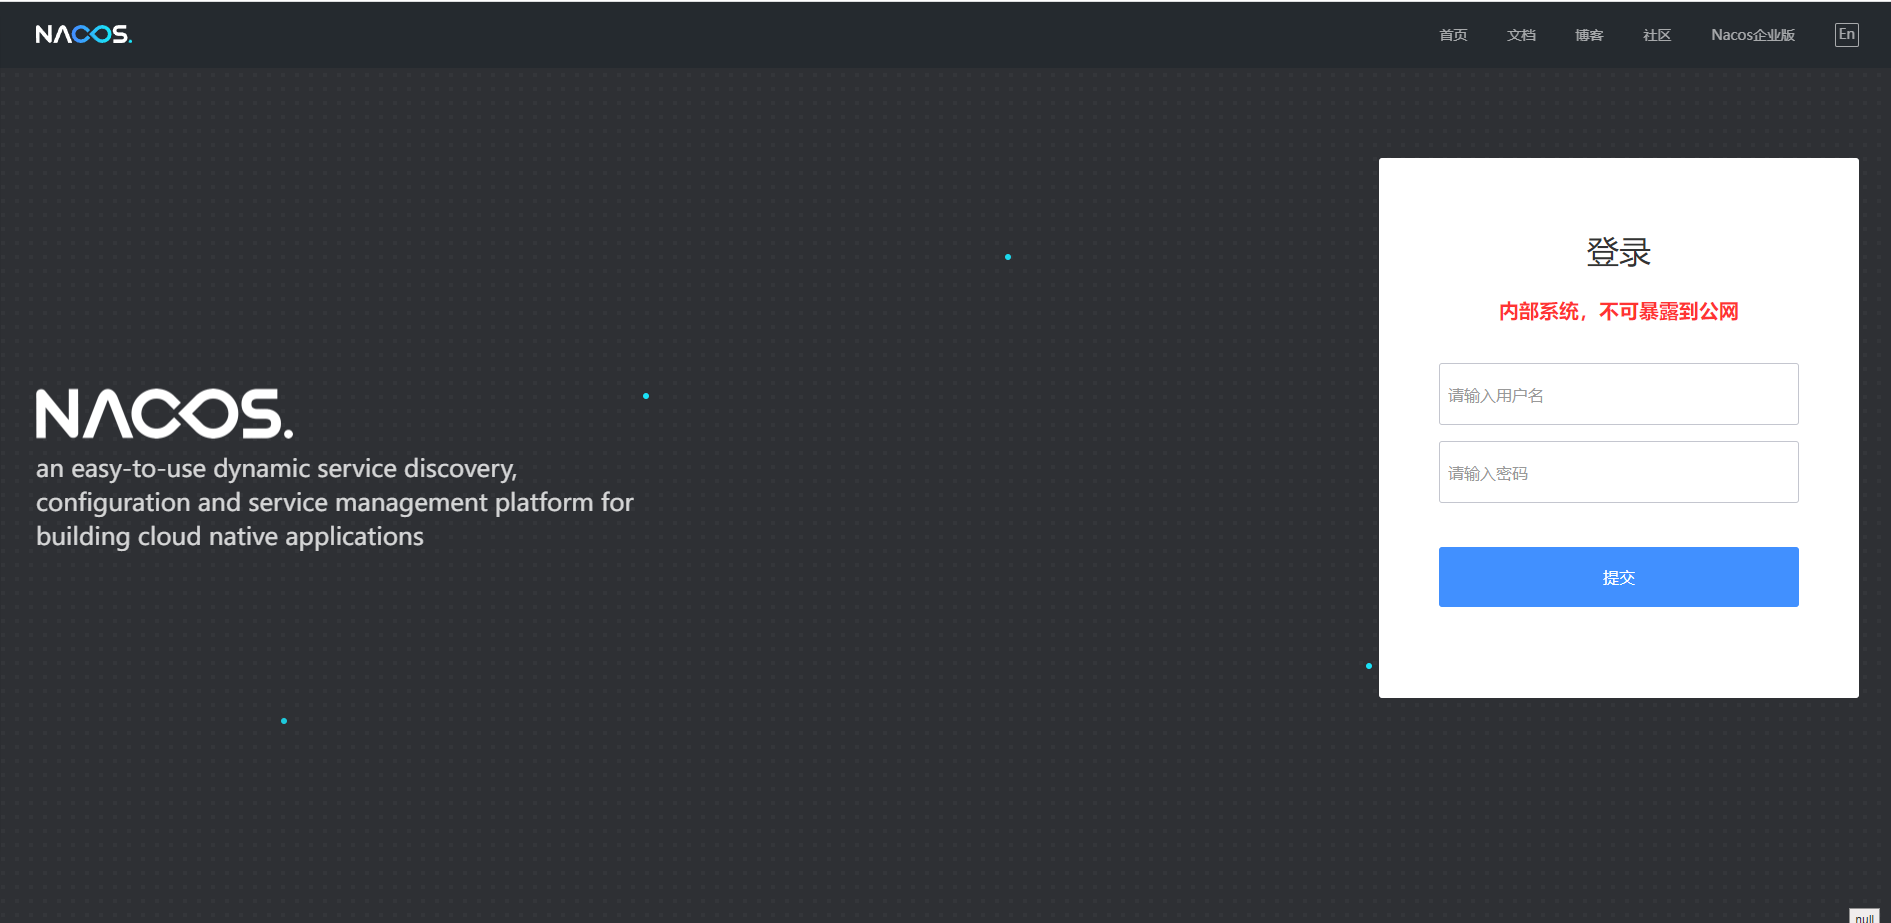 NACOS.
首页 文档 博客 社区 Nacos企业版 En
登录
内部系统，不可暴露到公网
请输入用户名
请输入密码
提交
NACOS.
an easy-to-use dynamic service discovery,
configuration and service management platform for
building cloud native applications
null